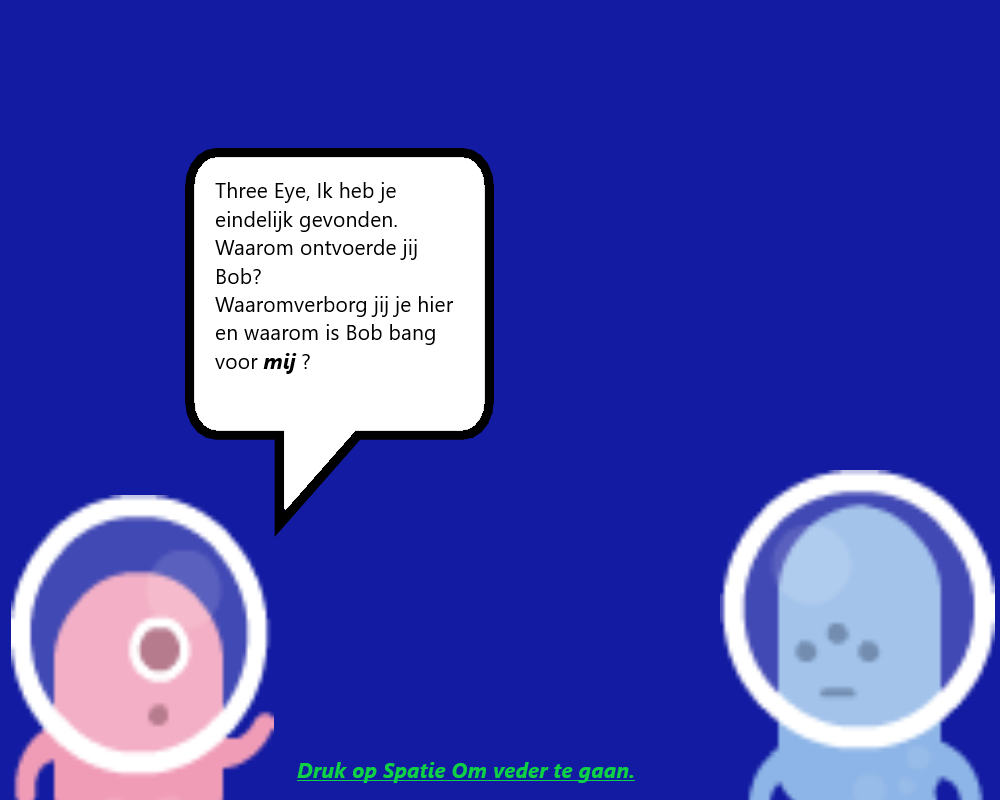 Three Eye, Ik heb je
eindelijk gevonden.
Waarom ontvoerde jij
Bob?
Waaromverborg jij je hier
en waarom is Bob bang
voor mij ?
Druk op Spatie Om veder te gaan.